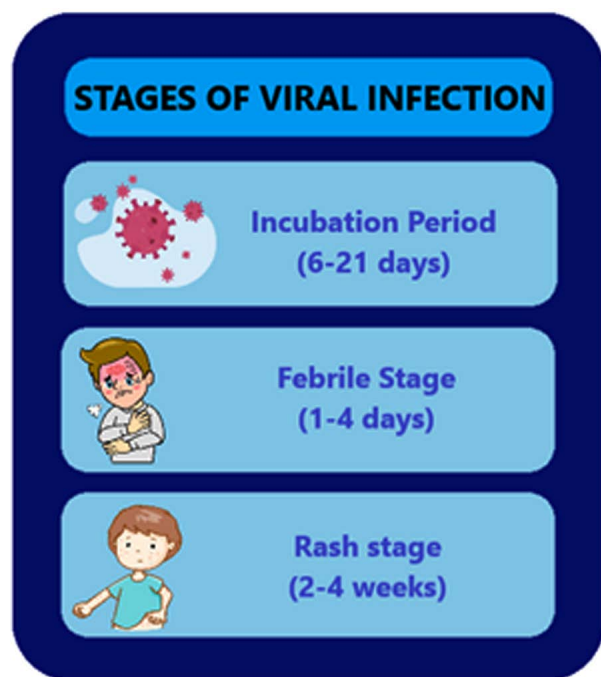 STAGES OF VIRAL INFECTION
Incubation Period
(6-21 days)
Febrile Stage
(1-4 days)
Rash stage
(2-4 weeks)